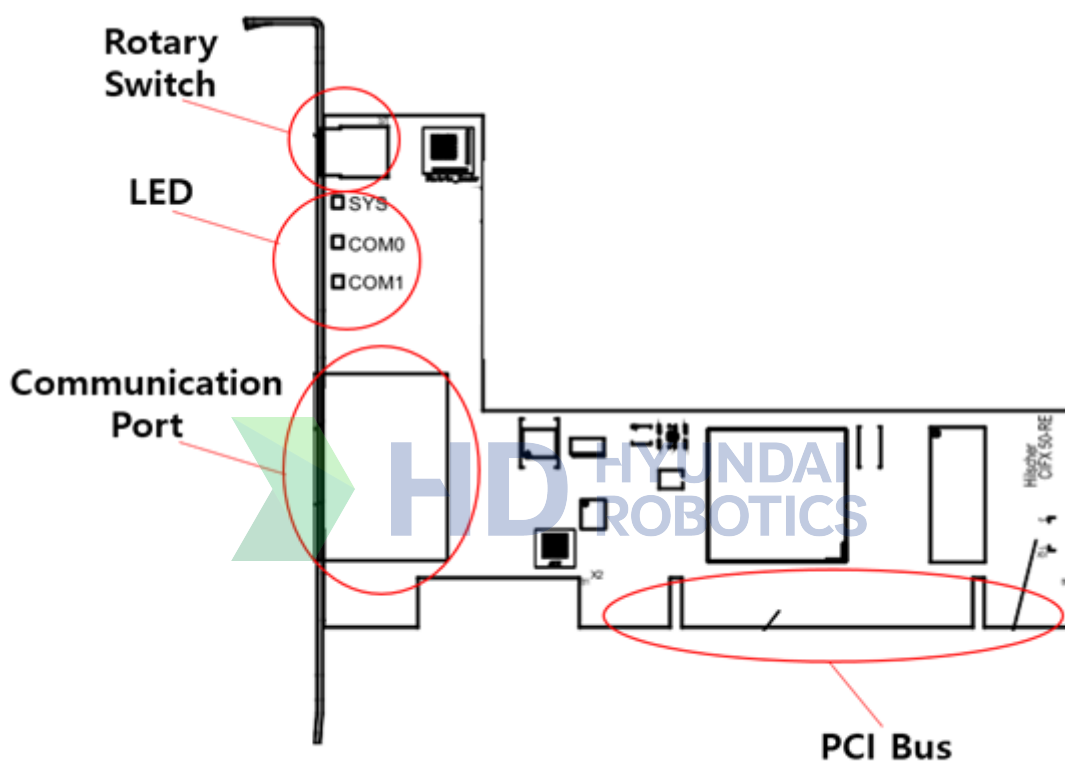 Rotary
Switch
LED
SYS
COM0
COM1
Communication
Port
HD HYUNDAI
ROBOTICS
Hilscher
CIFX 50-RE
X2
PCI Bus